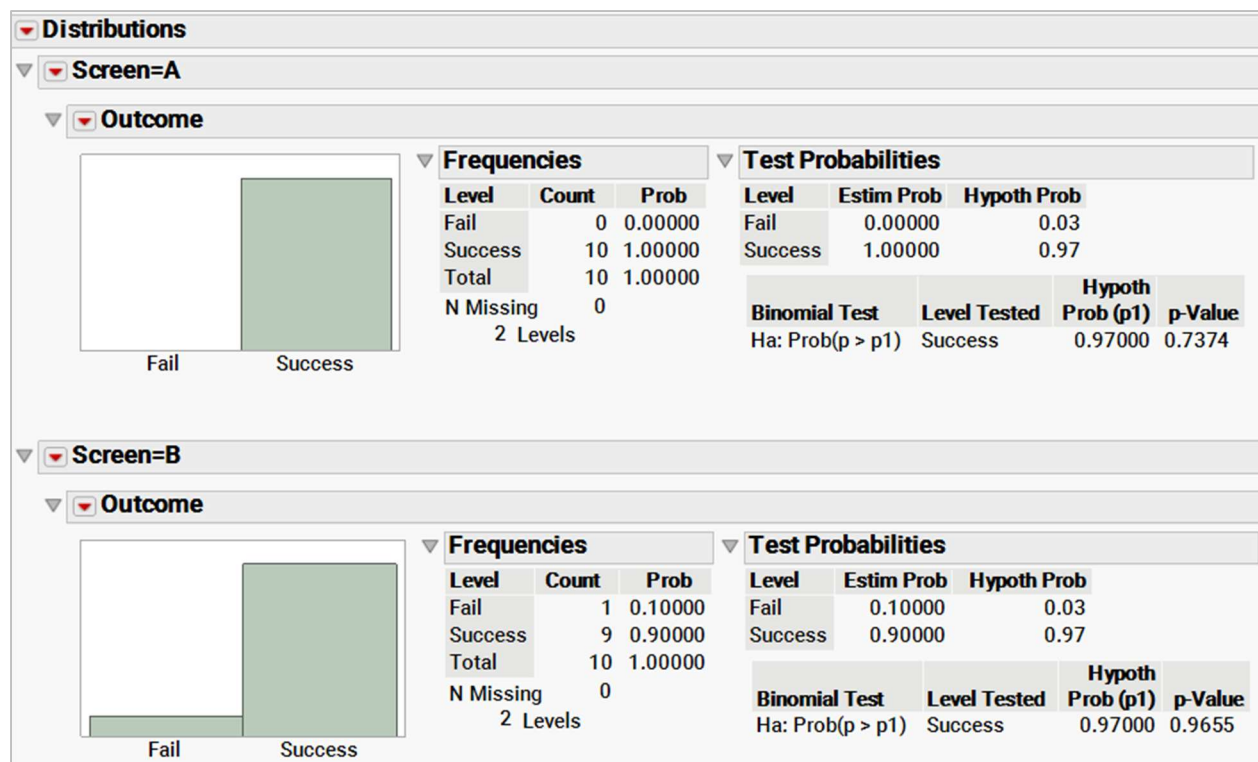 Distributions
Screen=A
Outcome
Fail Success
Frequencies
Level Count Prob
Fail 0 0.00000
Success 10 1.00000
Total 10 1.00000
N Missing 0
2 Levels
Test Probabilities
Level Estim Prob Hypoth Prob
Fail 0.00000 0.03
Success 1.00000 0.97
Hypoth
Binomial Test Level Tested Prob (p1) p-Value
Ha: Prob(p > p1) Success 0.97000 0.7374
Screen=B
Outcome
Fail Success
Frequencies
Level Count Prob
Fail 1 0.10000
Success 9 0.90000
Total 10 1.00000
N Missing 0
2 Levels
Test Probabilities
Level Estim Prob Hypoth Prob
Fail 0.10000 0.03
Success 0.90000 0.97
Hypoth
Binomial Test Level Tested Prob (p1) p-Value
Ha: Prob(p > p1) Success 0.97000 0.9655